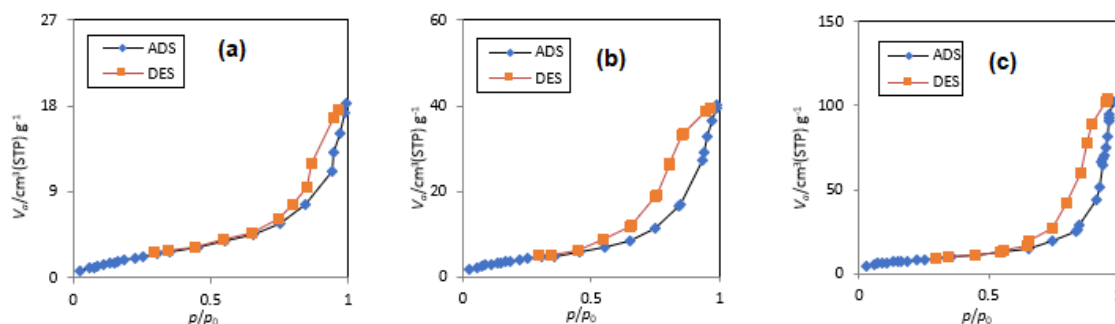 27
18
9
0
0
0.5
1
Va/cm³(STP) g⁻¹
p/p₀
ADS
DES
(a)
60
40
20
0
0
0.5
1
Va/cm³(STP) g⁻¹
p/p₀
ADS
DES
(b)
150
100
50
0
0
0.5
1
Va/cm³(STP) g⁻¹
p/p₀
ADS
DES
(c)